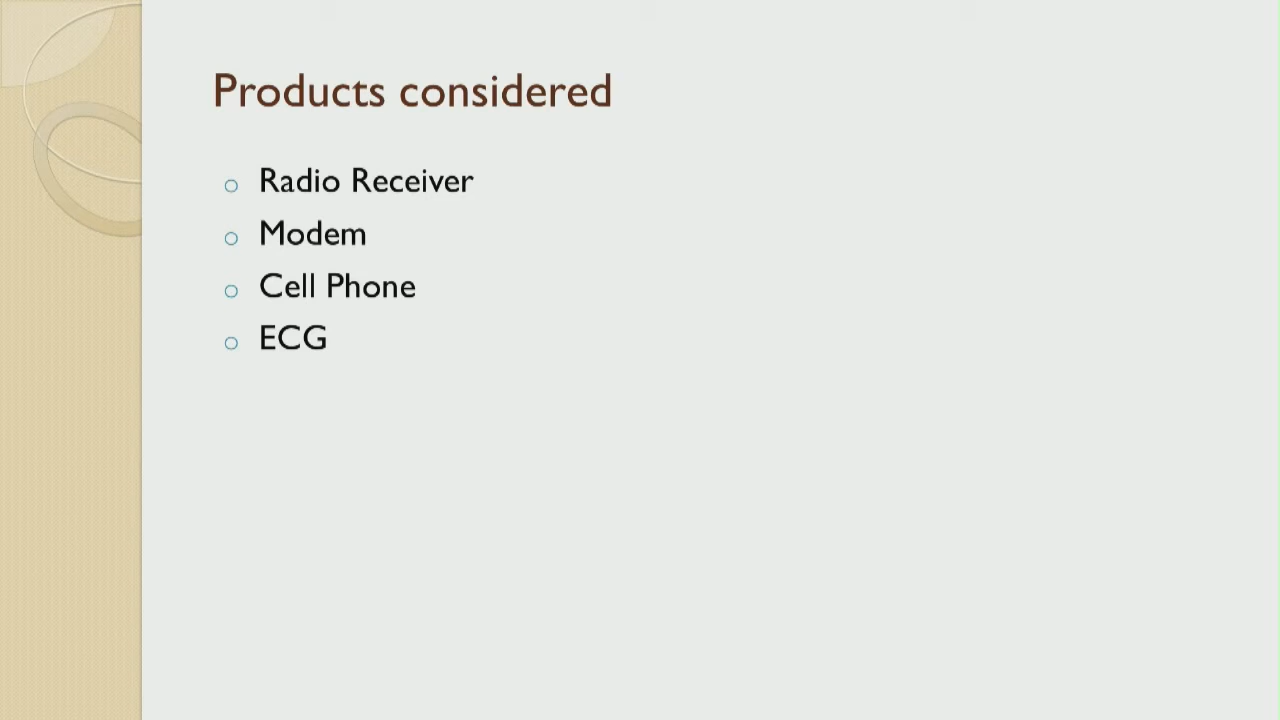 Products considered
Radio Receiver
Modem
Cell Phone
ECG